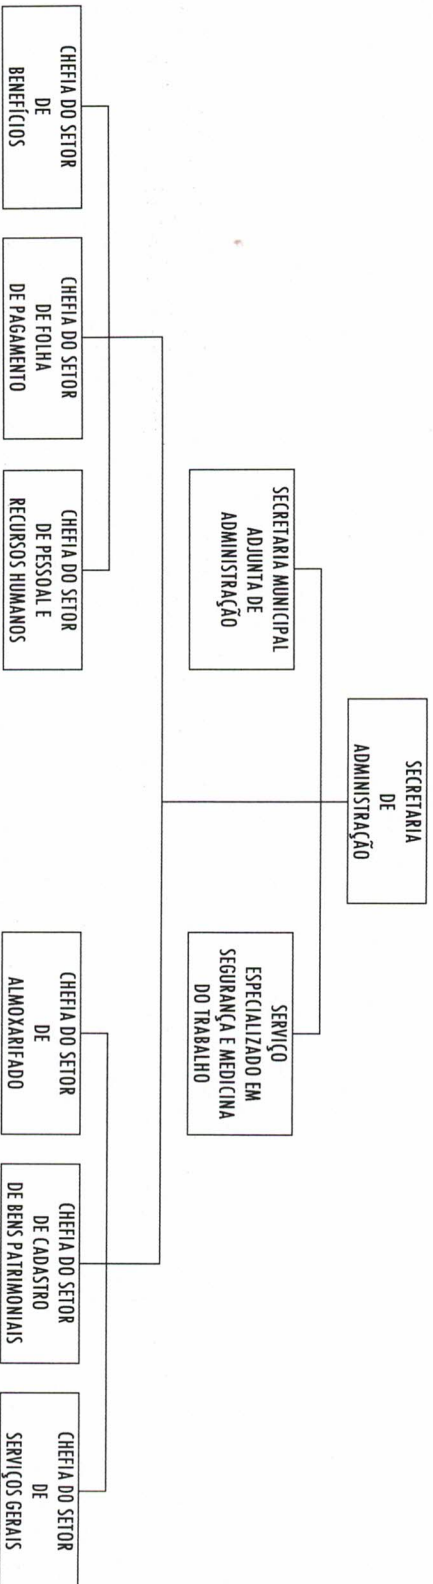 SECRETARIA
DE
ADMINISTRAÇÃO
SECRETARIA MUNICIPAL
ADJUNTA DE
ADMINISTRAÇÃO
SERVIÇO
ESPECIALIZADO EM
SEGURANÇA E MEDICINA
DO TRABALHO
CHEFIA DO SETOR
DE
BENEFÍCIOS
CHEFIA DO SETOR
DE FOLHA
DE PAGAMENTO
CHEFIA DO SETOR
DE PESSOAL E
RECURSOS HUMANOS
CHEFIA DO SETOR
DE
ALMOXARIFADO
CHEFIA DO SETOR
DE CADASTRO
DE BENS PATRIMONIAIS
CHEFIA DO SETOR
DE
SERVIÇOS GERAIS